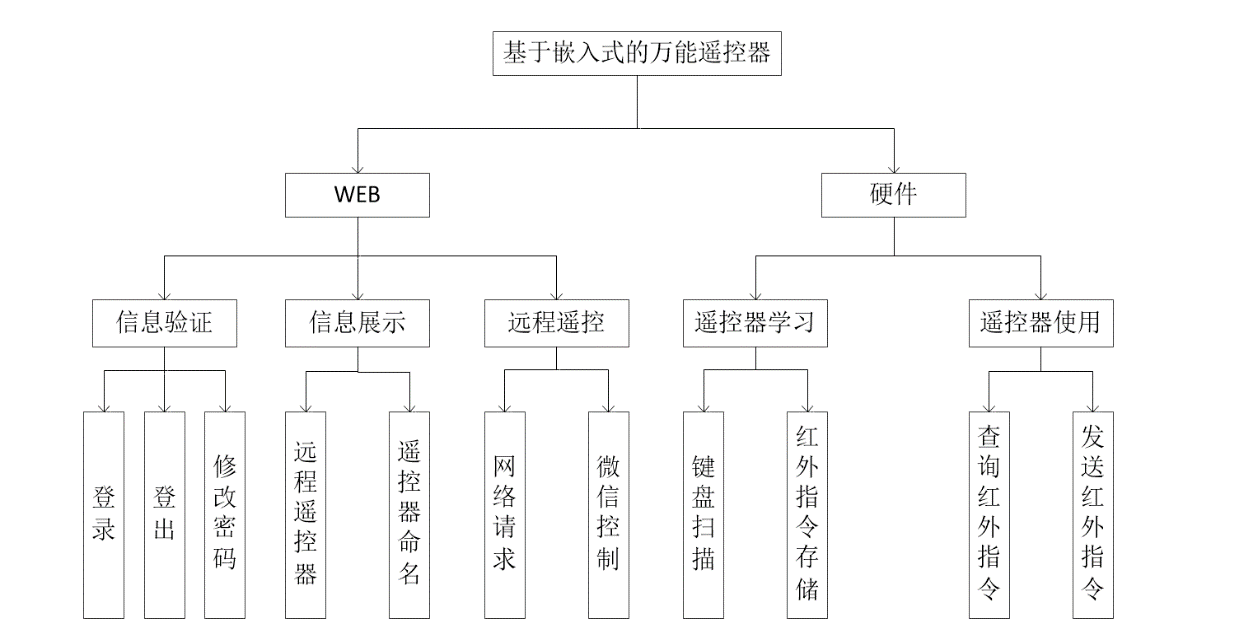 基于嵌入式的万能遥控器
WEB
硬件
信息验证
信息展示
远程遥控
遥控器学习
遥控器使用
登录
登出
修改密码
远程遥控器
遥控器命名
网络请求
微信控制
键盘扫描
红外指令存储
查询红外指令
发送红外指令